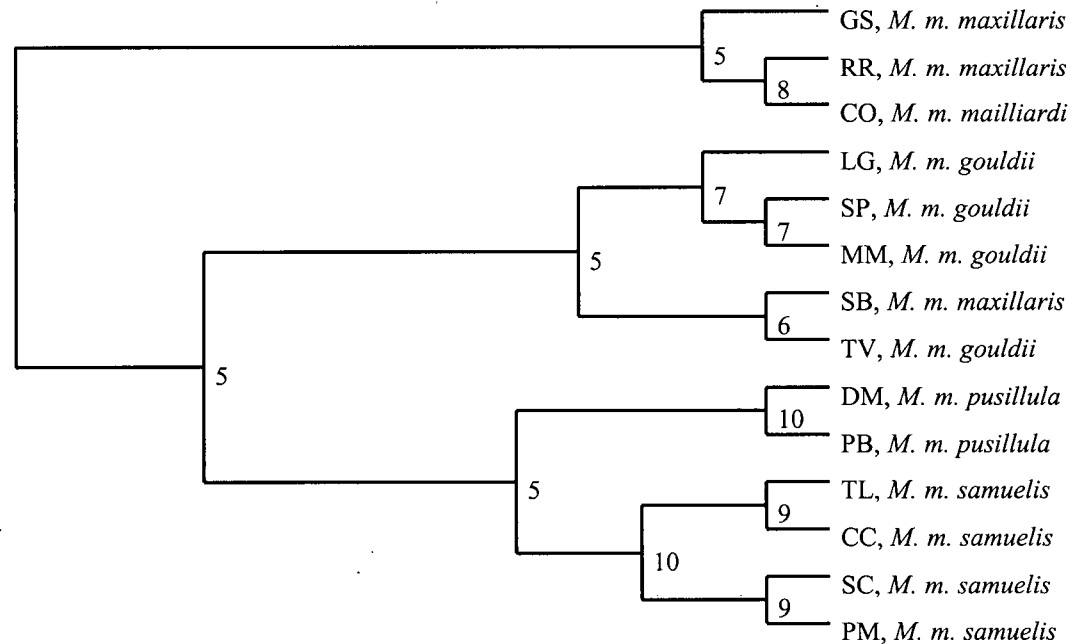 GS, M. m. maxillaris
5
RR, M. m. maxillaris
8
CO, M. m. mailliardi
LG, M. m. gouldii
7
SP, M. m. gouldii
7
MM, M. m. gouldii
5
SB, M. m. maxillaris
6
TV, M. m. gouldii
5
DM, M. m. pusillula
10
PB, M. m. pusillula
5
TL, M. m. samuelis
9
CC, M. m. samuelis
10
SC, M. m. samuelis
9
PM, M. m. samuelis